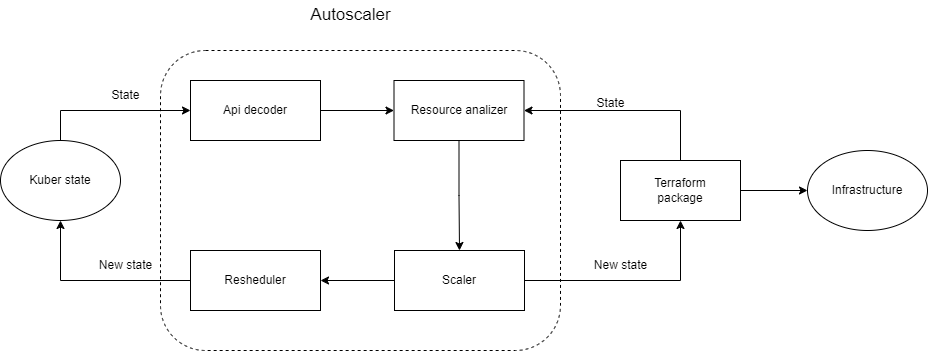 Autoscaler
State
Api decoder
Resource analizer
State
Kuber state
Terraform
package
Infrastructure
New state
Resheduler
Scaler
New state